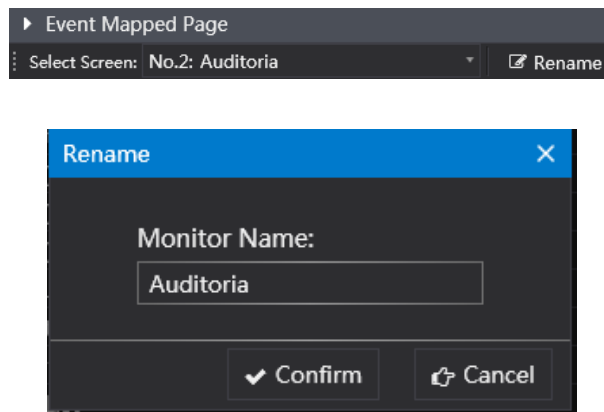 Event Mapped Page
Select Screen: No.2: Auditoria Rename
Rename
Monitor Name:
Auditoria
Confirm Cancel